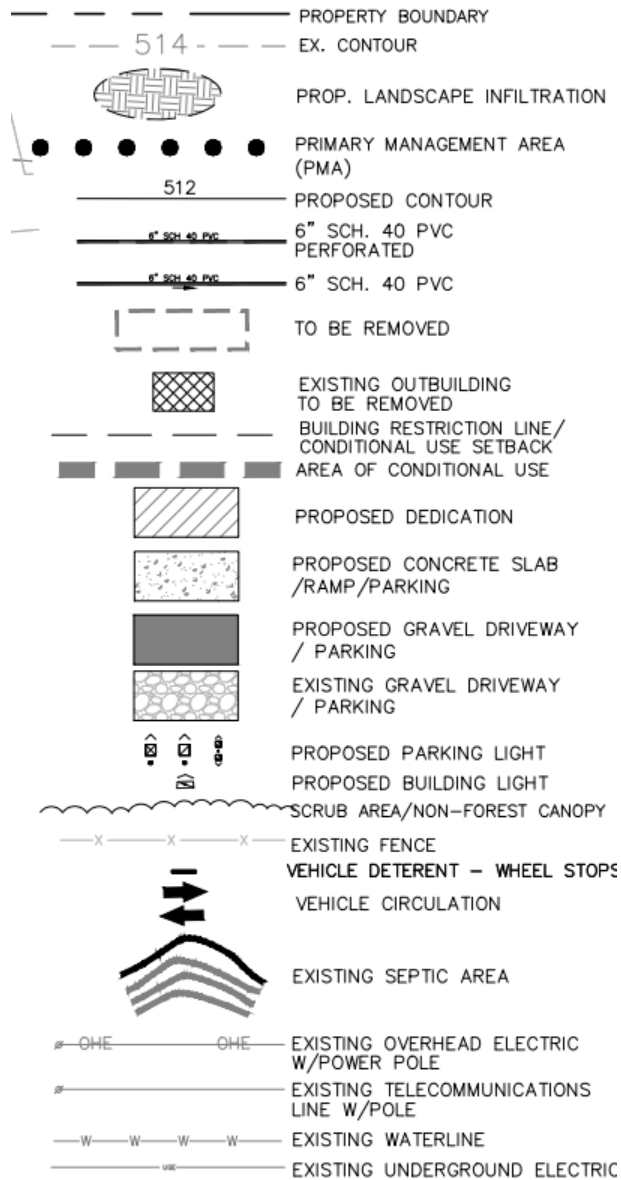 PROPERTY BOUNDARY
514 EX. CONTOUR
PROP. LANDSCAPE INFILTRATION
PRIMARY MANAGEMENT AREA
(PMA)
512
PROPOSED CONTOUR
6" SCH. 40 PVC 6" SCH. 40 PVC
PERFORATED
6" SCH. 40 PVC 6" SCH. 40 PVC
TO BE REMOVED
EXISTING OUTBUILDING
TO BE REMOVED
BUILDING RESTRICTION LINE/
CONDITIONAL USE SETBACK
AREA OF CONDITIONAL USE
PROPOSED DEDICATION
PROPOSED CONCRETE SLAB
/RAMP/PARKING
PROPOSED GRAVEL DRIVEWAY
/ PARKING
EXISTING GRAVEL DRIVEWAY
/ PARKING
PROPOSED PARKING LIGHT
PROPOSED BUILDING LIGHT
SCRUB AREA/NON-FOREST CANOPY
X X X EXISTING FENCE
VEHICLE DETERENT - WHEEL STOPS
VEHICLE CIRCULATION
EXISTING SEPTIC AREA
OHE OHE EXISTING OVERHEAD ELECTRIC
W/POWER POLE
EXISTING TELECOMMUNICATIONS
LINE W/POLE
W W W W EXISTING WATERLINE
EXISTING UNDERGROUND ELECTRIC